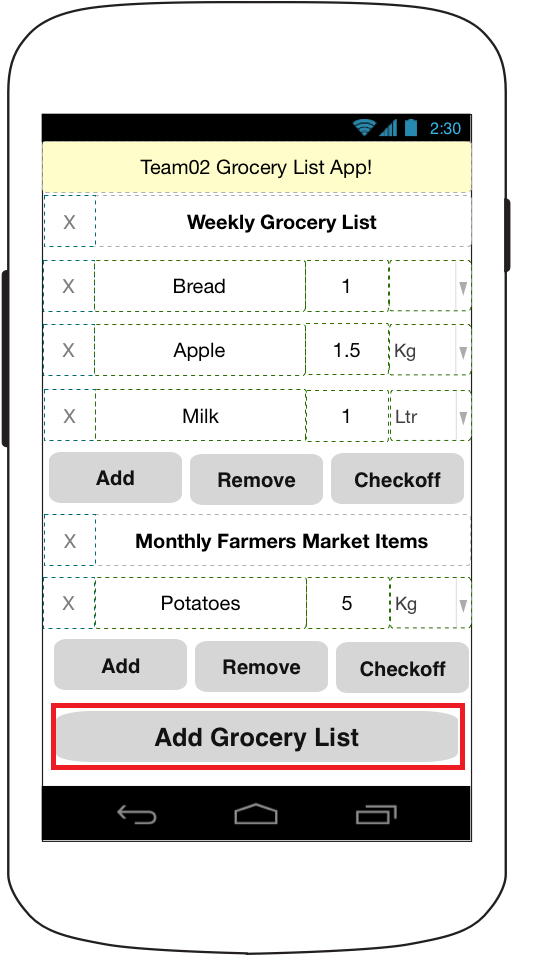 2:30
Team02 Grocery List App!
X Weekly Grocery List
X Bread 1
X Apple 1.5 Kg
X Milk 1 Ltr
Add Remove Checkoff
X Monthly Farmers Market Items
X Potatoes 5 Kg
Add Remove Checkoff
Add Grocery List